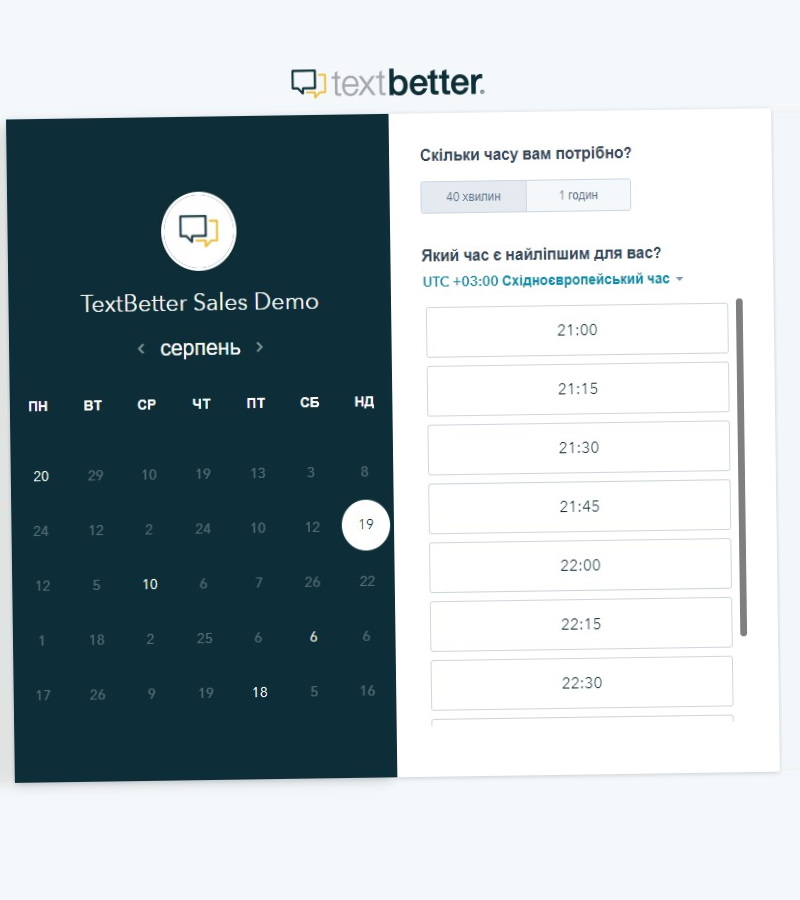 textbetter.
TextBetter Sales Demo
серпень
ПН ВТ СР ЧТ ПТ СБ НД
20 29 10 19 13 3 8
24 12 2 24 10 12 19
12 5 10 6 7 26 22
1 18 2 25 6 6 6
17 26 9 19 18 5 16
Скільки часу вам потрібно?
40 хвилин 1 годин
Який час є найліпшим для вас?
UTC +03:00 Східноєвропейський час
21:00
21:15
21:30
21:45
22:00
22:15
22:30